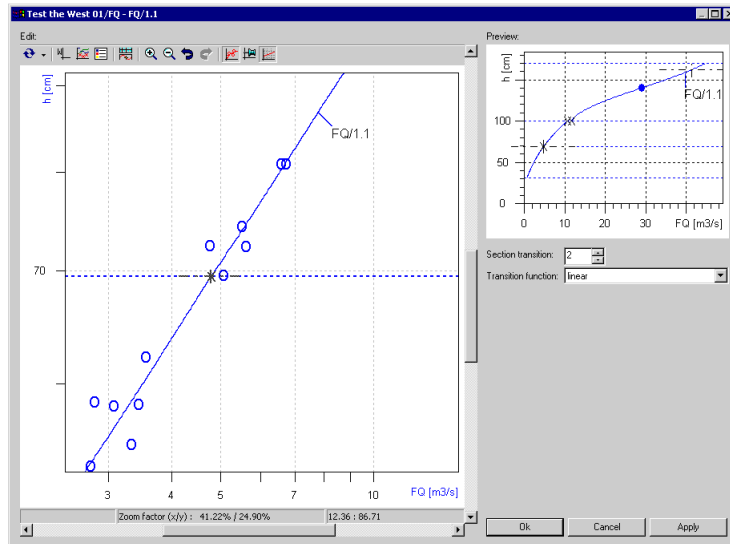 Test the West 01/FQ - FQ/1.1
Edit:
h [cm]
FQ/1.1
70
3 4 5 7 10 FQ [m3/s]
Zoom factor (x/y) : 41.22% / 24.90% 12.36 : 86.71
Preview:
h [cm]
FQ/1.1
100
50
0
0 10 20 30 FQ [m3/s]
Section transition: 2
Transition function: linear
Ok Cancel Apply